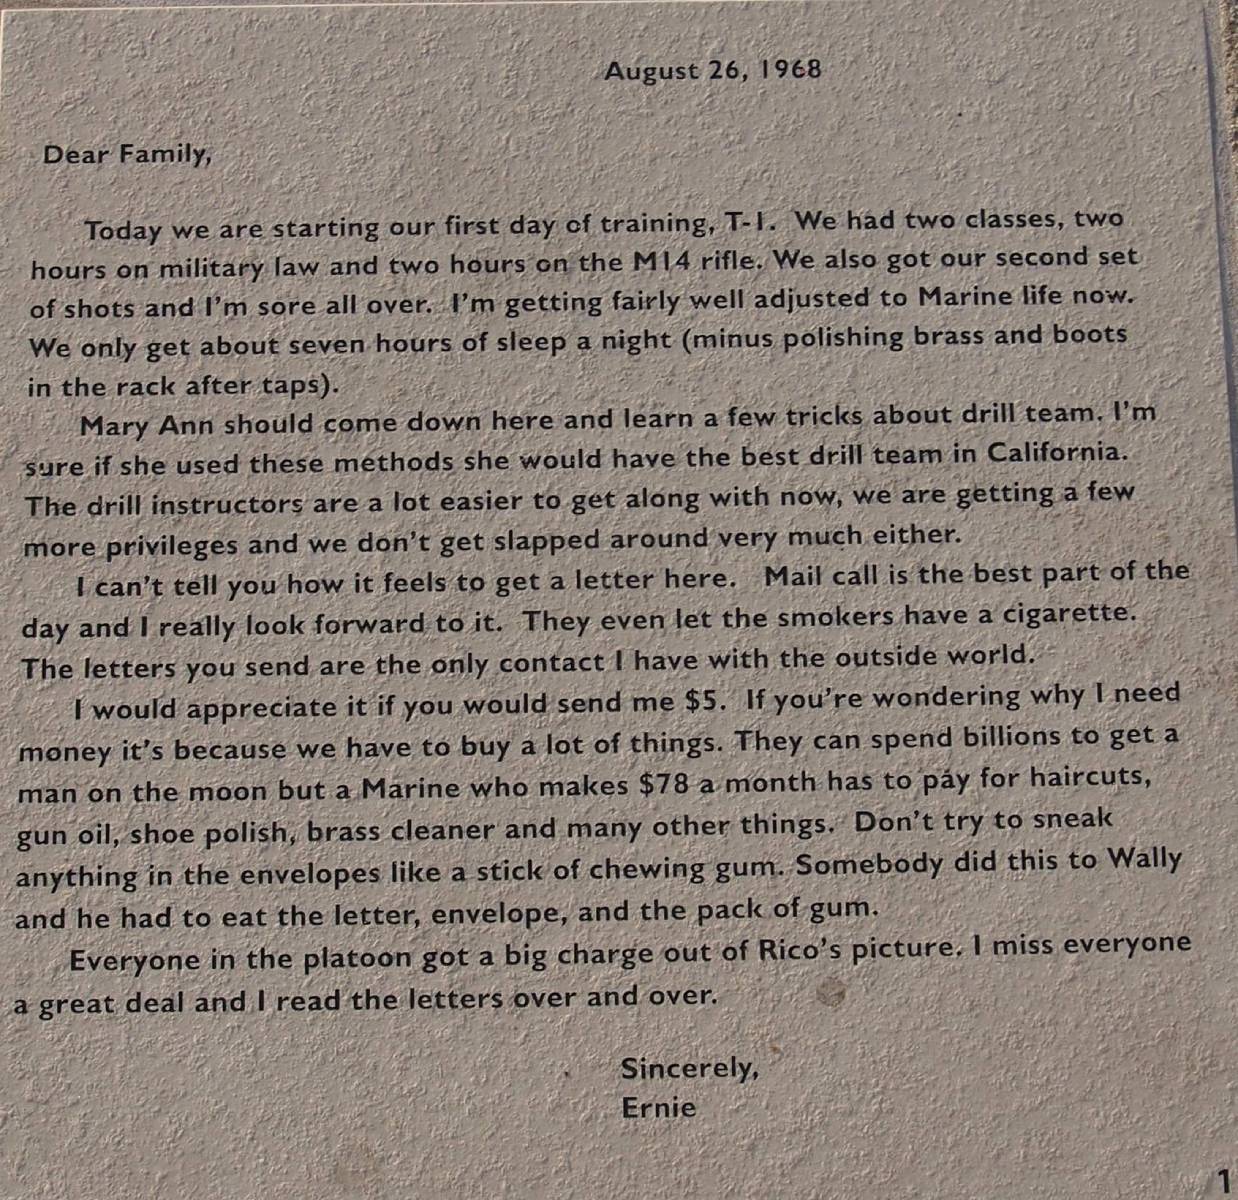 August 26, 1968
Dear Family,
Today we are starting our first day of training, T-1. We had two classes, two
hours on military law and two hours on the M14 rifle. We also got our second set
of shots and I'm sore all over. I'm getting fairly well adjusted to Marine life now.
We only get about seven hours of sleep a night (minus polishing brass and boots
in the rack after taps).
Mary Ann should come down here and learn a few tricks about drill team. I'm
sure if she used these methods she would have the best drill team in California.
The drill instructors are a lot easier to get along with now, we are getting a few
more privileges and we don't get slapped around very much either.
I can't tell you how it feels to get a letter here. Mail call is the best part of the
day and I really look forward to it. They even let the smokers have a cigarette.
The letters you send are the only contact I have with the outside world.
I would appreciate it if you would send me $5. If you're wondering why I need
money it's because we have to buy a lot of things. They can spend billions to get a
man on the moon but a Marine who makes $78 a month has to pay for haircuts,
gun oil, shoe polish, brass cleaner and many other things. Don't try to sneak
anything in the envelopes like a stick of chewing gum. Somebody did this to Wally
and he had to eat the letter, envelope, and the pack of gum.
Everyone in the platoon got a big charge out of Rico's picture. I miss everyone
a great deal and I read the letters over and over.
Sincerely,
Ernie
1